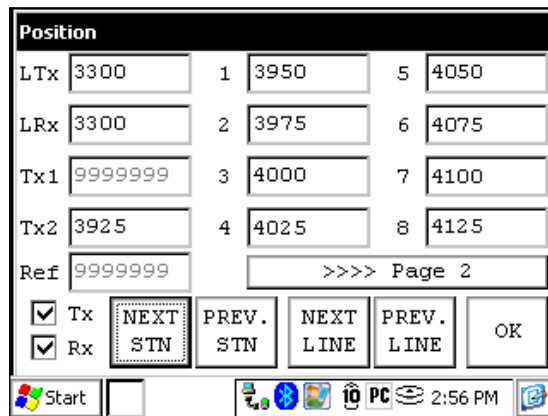 Position
LTx 3300 1 3950 5 4050
LRx 3300 2 3975 6 4075
Tx1 9999999 3 4000 7 4100
Tx2 3925 4 4025 8 4125
Ref 9999999 >>>> Page 2
Tx
Rx
NEXT STN
PREV. STN
NEXT LINE
PREV. LINE
OK
Start PC 2:56 PM